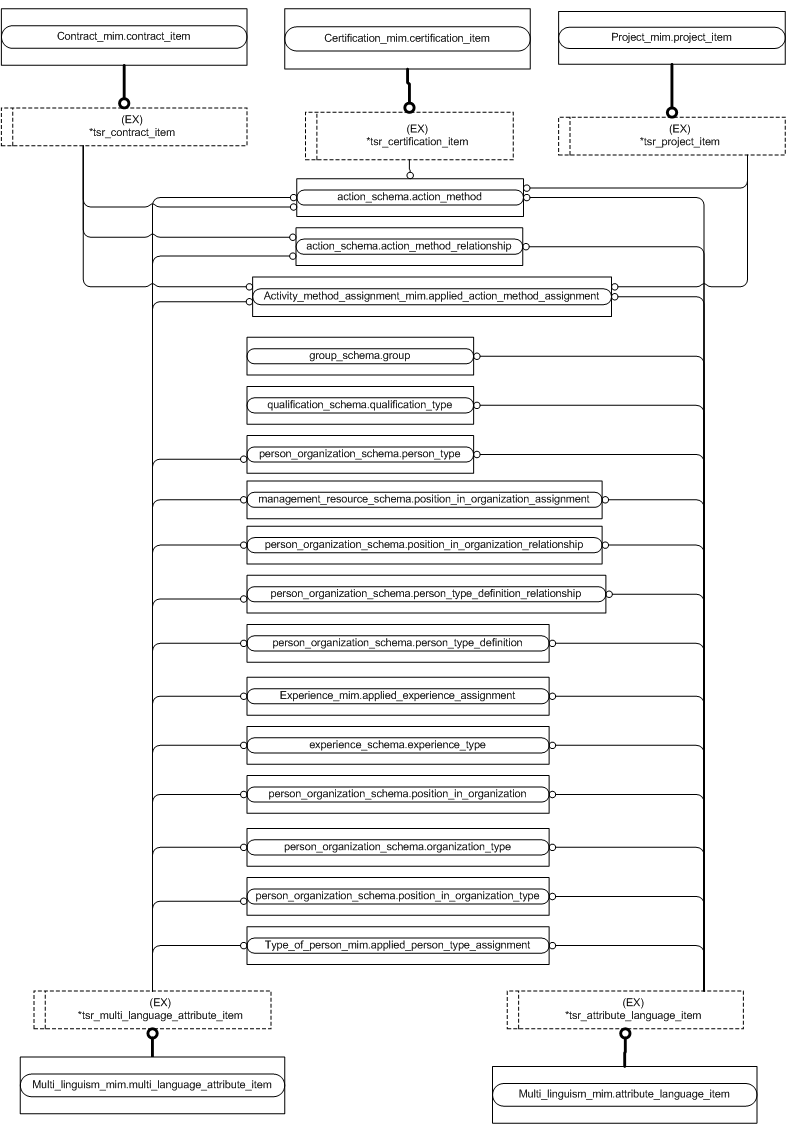 Contract_mim.contract_item
Certification_mim.certification_item
Project_mim.project_item
(EX)
*tsr_contract_item
(EX)
*tsr_certification_item
(EX)
*tsr_project_item
action_schema.action_method
action_schema.action_method_relationship
Activity_method_assignment_mim.applied_action_method_assignment
group_schema.group
qualification_schema.qualification_type
person_organization_schema.person_type
management_resource_schema.position_in_organization_assignment
person_organization_schema.position_in_organization_relationship
person_organization_schema.person_type_definition_relationship
person_organization_schema.person_type_definition
Experience_mim.applied_experience_assignment
experience_schema.experience_type
person_organization_schema.position_in_organization
person_organization_schema.organization_type
person_organization_schema.position_in_organization_type
Type_of_person_mim.applied_person_type_assignment
(EX)
*tsr_multi_language_attribute_item
(EX)
*tsr_attribute_language_item
Multi_linguism_mim.multi_language_attribute_item
Multi_linguism_mim.attribute_language_item